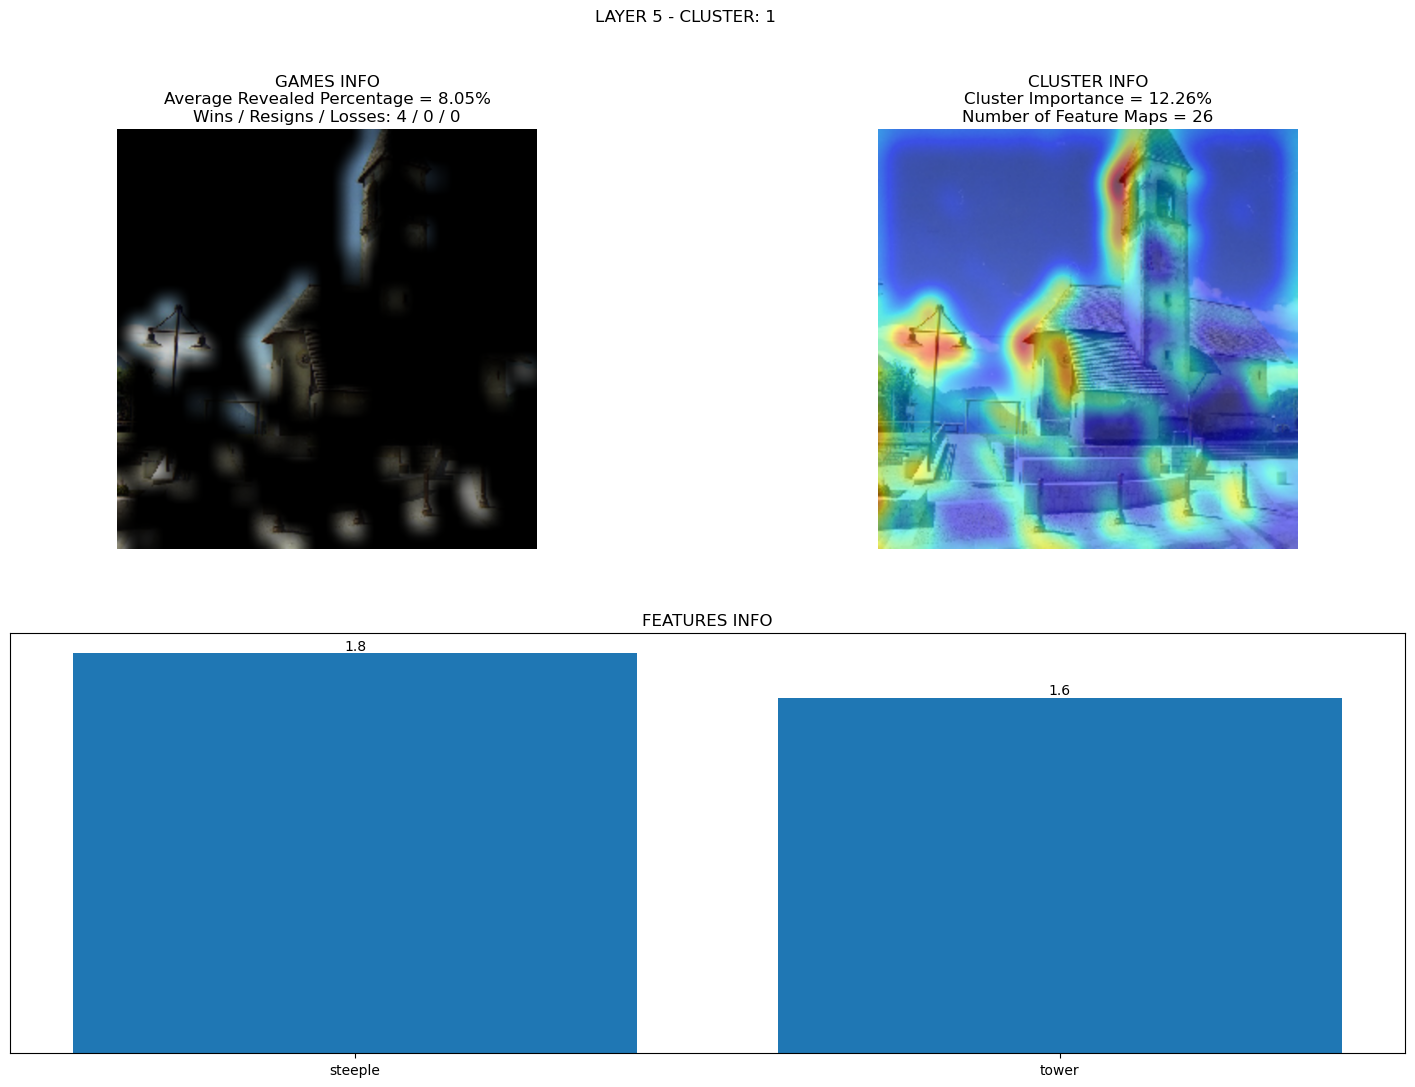 LAYER 5 - CLUSTER: 1
GAMES INFO
Average Revealed Percentage = 8.05%
Wins / Resigns / Losses: 4 / 0 / 0
CLUSTER INFO
Cluster Importance = 12.26%
Number of Feature Maps = 26
FEATURES INFO
1.8
1.6
steeple
tower